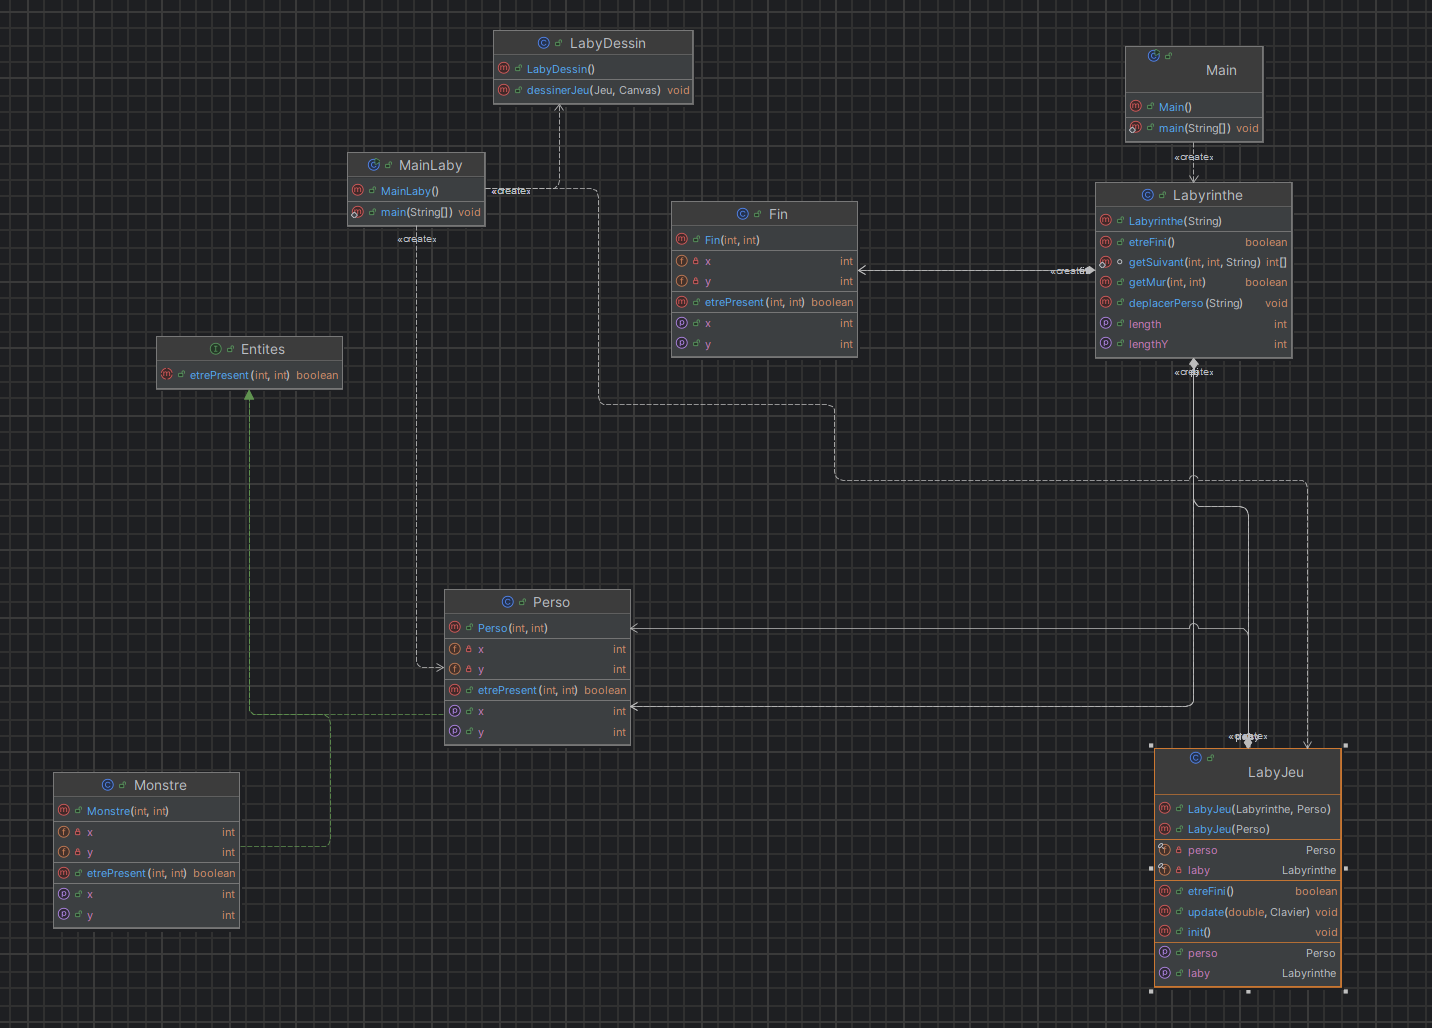 LabyDessin
LabyDessin()
dessinerJeu(Jeu, Canvas) void
Main
Main()
main(String[]) void
«create»
MainLaby
MainLaby()
main(String[]) void
«create»
«create»
Labyrinthe
Labyrinthe(String)
etreFini() boolean
getSuivant(int, int, String) int[]
getMur(int, int) boolean
deplacerPerso(String) void
length int
lengthY int
Fin
Fin(int, int)
x int
y int
etrePresent(int, int) boolean
x int
y int
Entites
etrePresent(int, int) boolean
Perso
Perso(int, int)
x int
y int
etrePresent(int, int) boolean
x int
y int
Monstre
Monstre(int, int)
x int
y int
etrePresent(int, int) boolean
x int
y int
LabyJeu
LabyJeu(Labyrinthe, Perso)
LabyJeu(Perso)
perso Perso
laby Labyrinthe
etreFini() boolean
update(double, Clavier) void
init() void
perso Perso
laby Labyrinthe